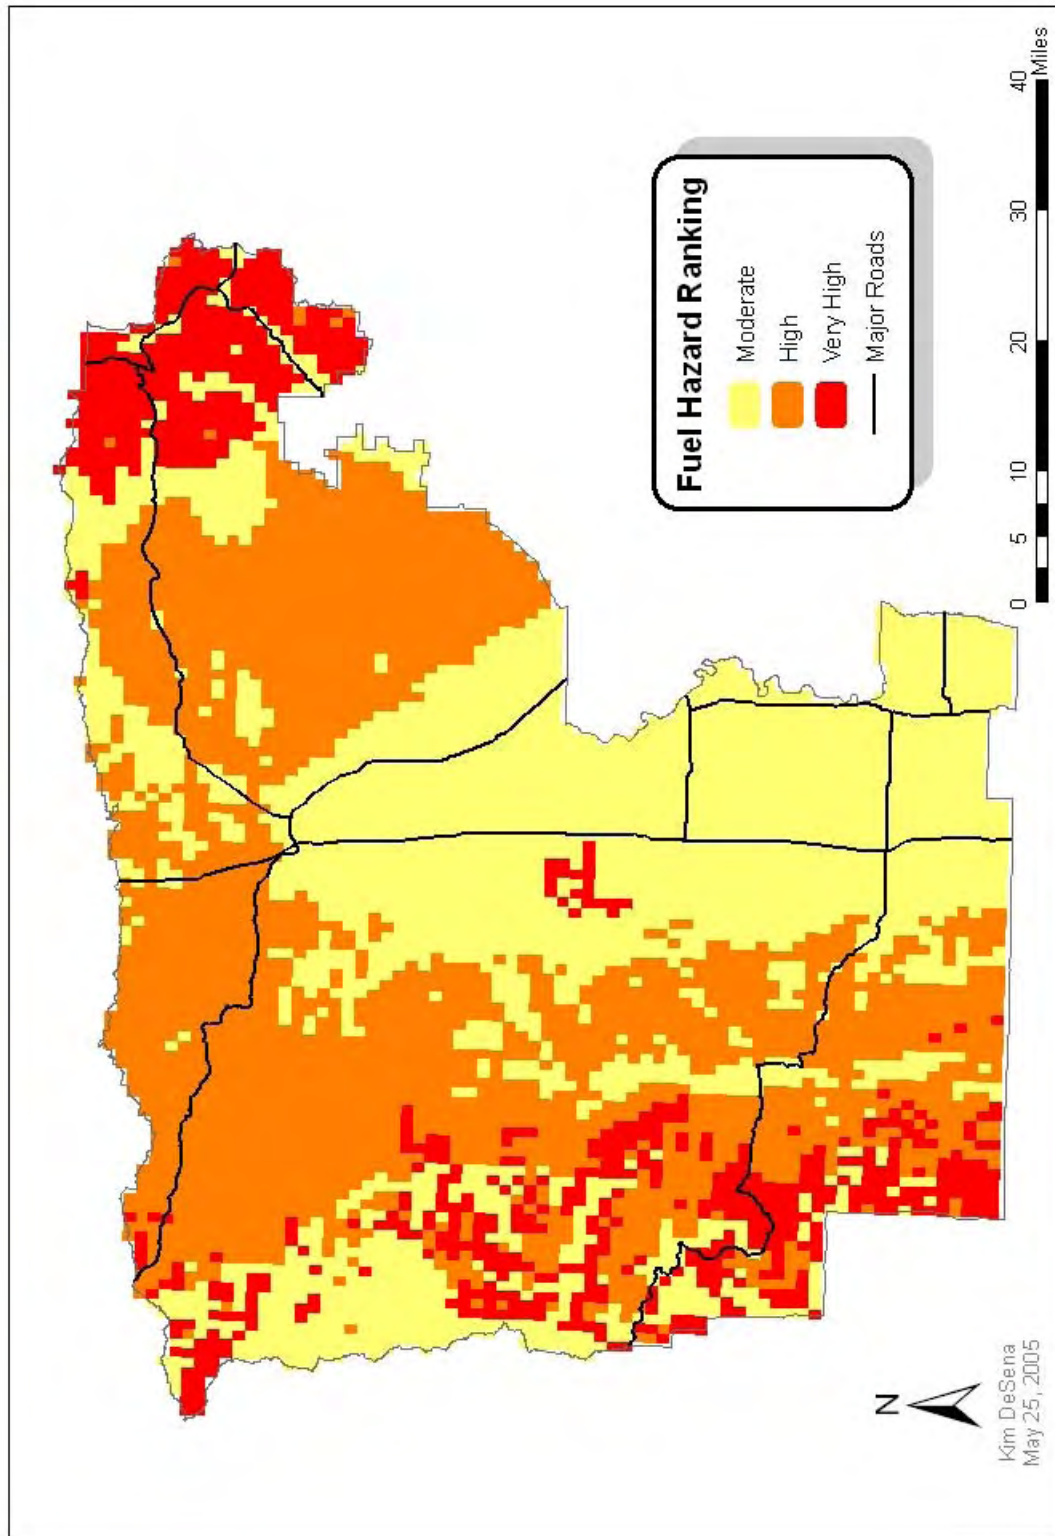 Fuel Hazard Ranking
Moderate
High
Very High
Major Roads
N
Kim DeSena
May 25, 2005
0 5 10 20 30 40
Miles